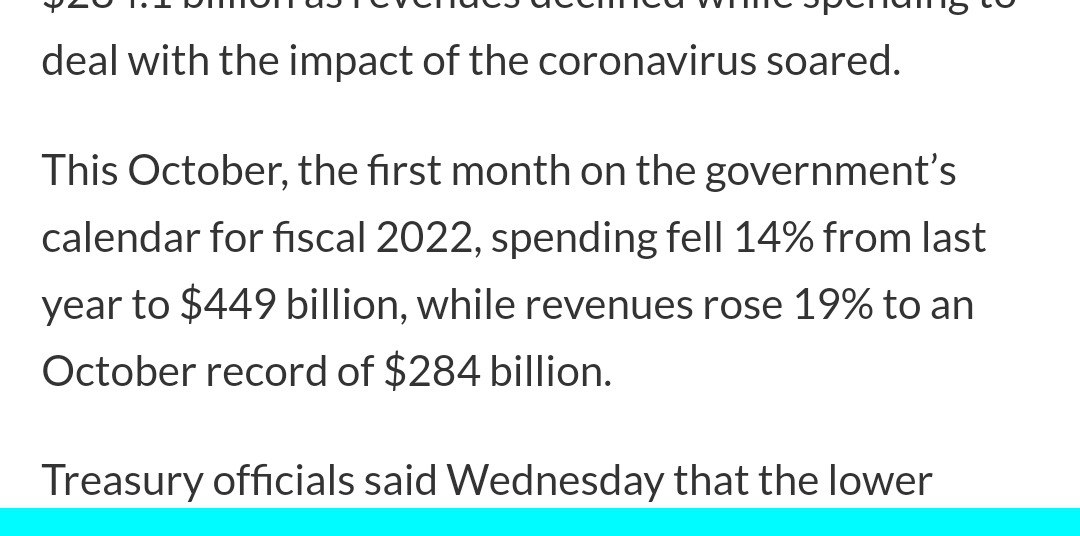 $284.1 billion as revenues declined while spending to
deal with the impact of the coronavirus soared.
This October, the first month on the government’s
calendar for fiscal 2022, spending fell 14% from last
year to $449 billion, while revenues rose 19% to an
October record of $284 billion.
Treasury officials said Wednesday that the lower